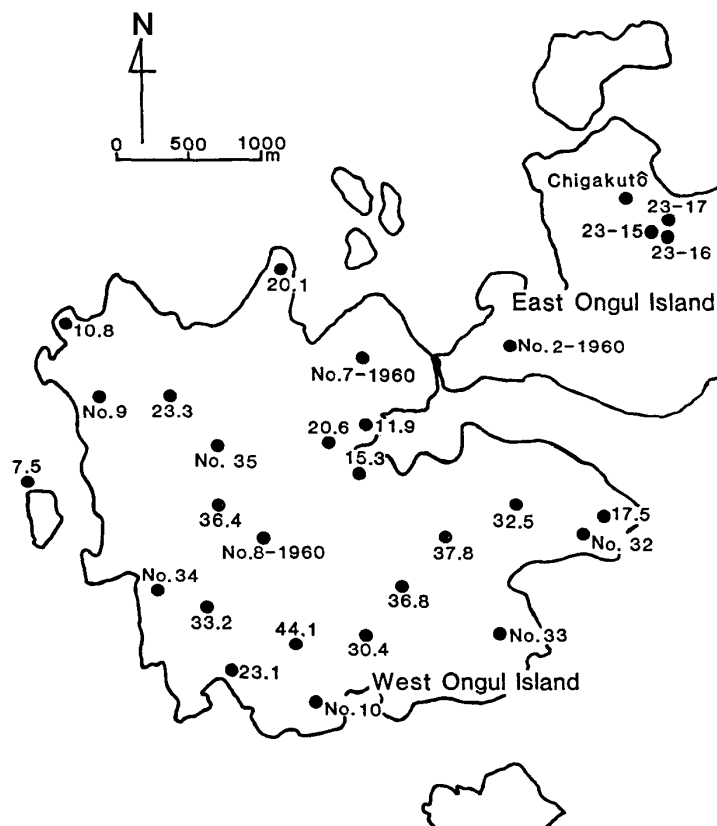 N
0 500 1000
m
Chigakutô
23-17
23-15
23-16
20.1
East Ongul Island
10.8
No.2-1960
No.7-1960
No.9
23.3
11.9
20.6
No. 35
15.3
7.5
36.4
32.5
17.5
No. 32
No.8-1960
37.8
No. 34
36.8
33.2
44.1
30.4
No.33
23.1
West Ongul Island
No. 10